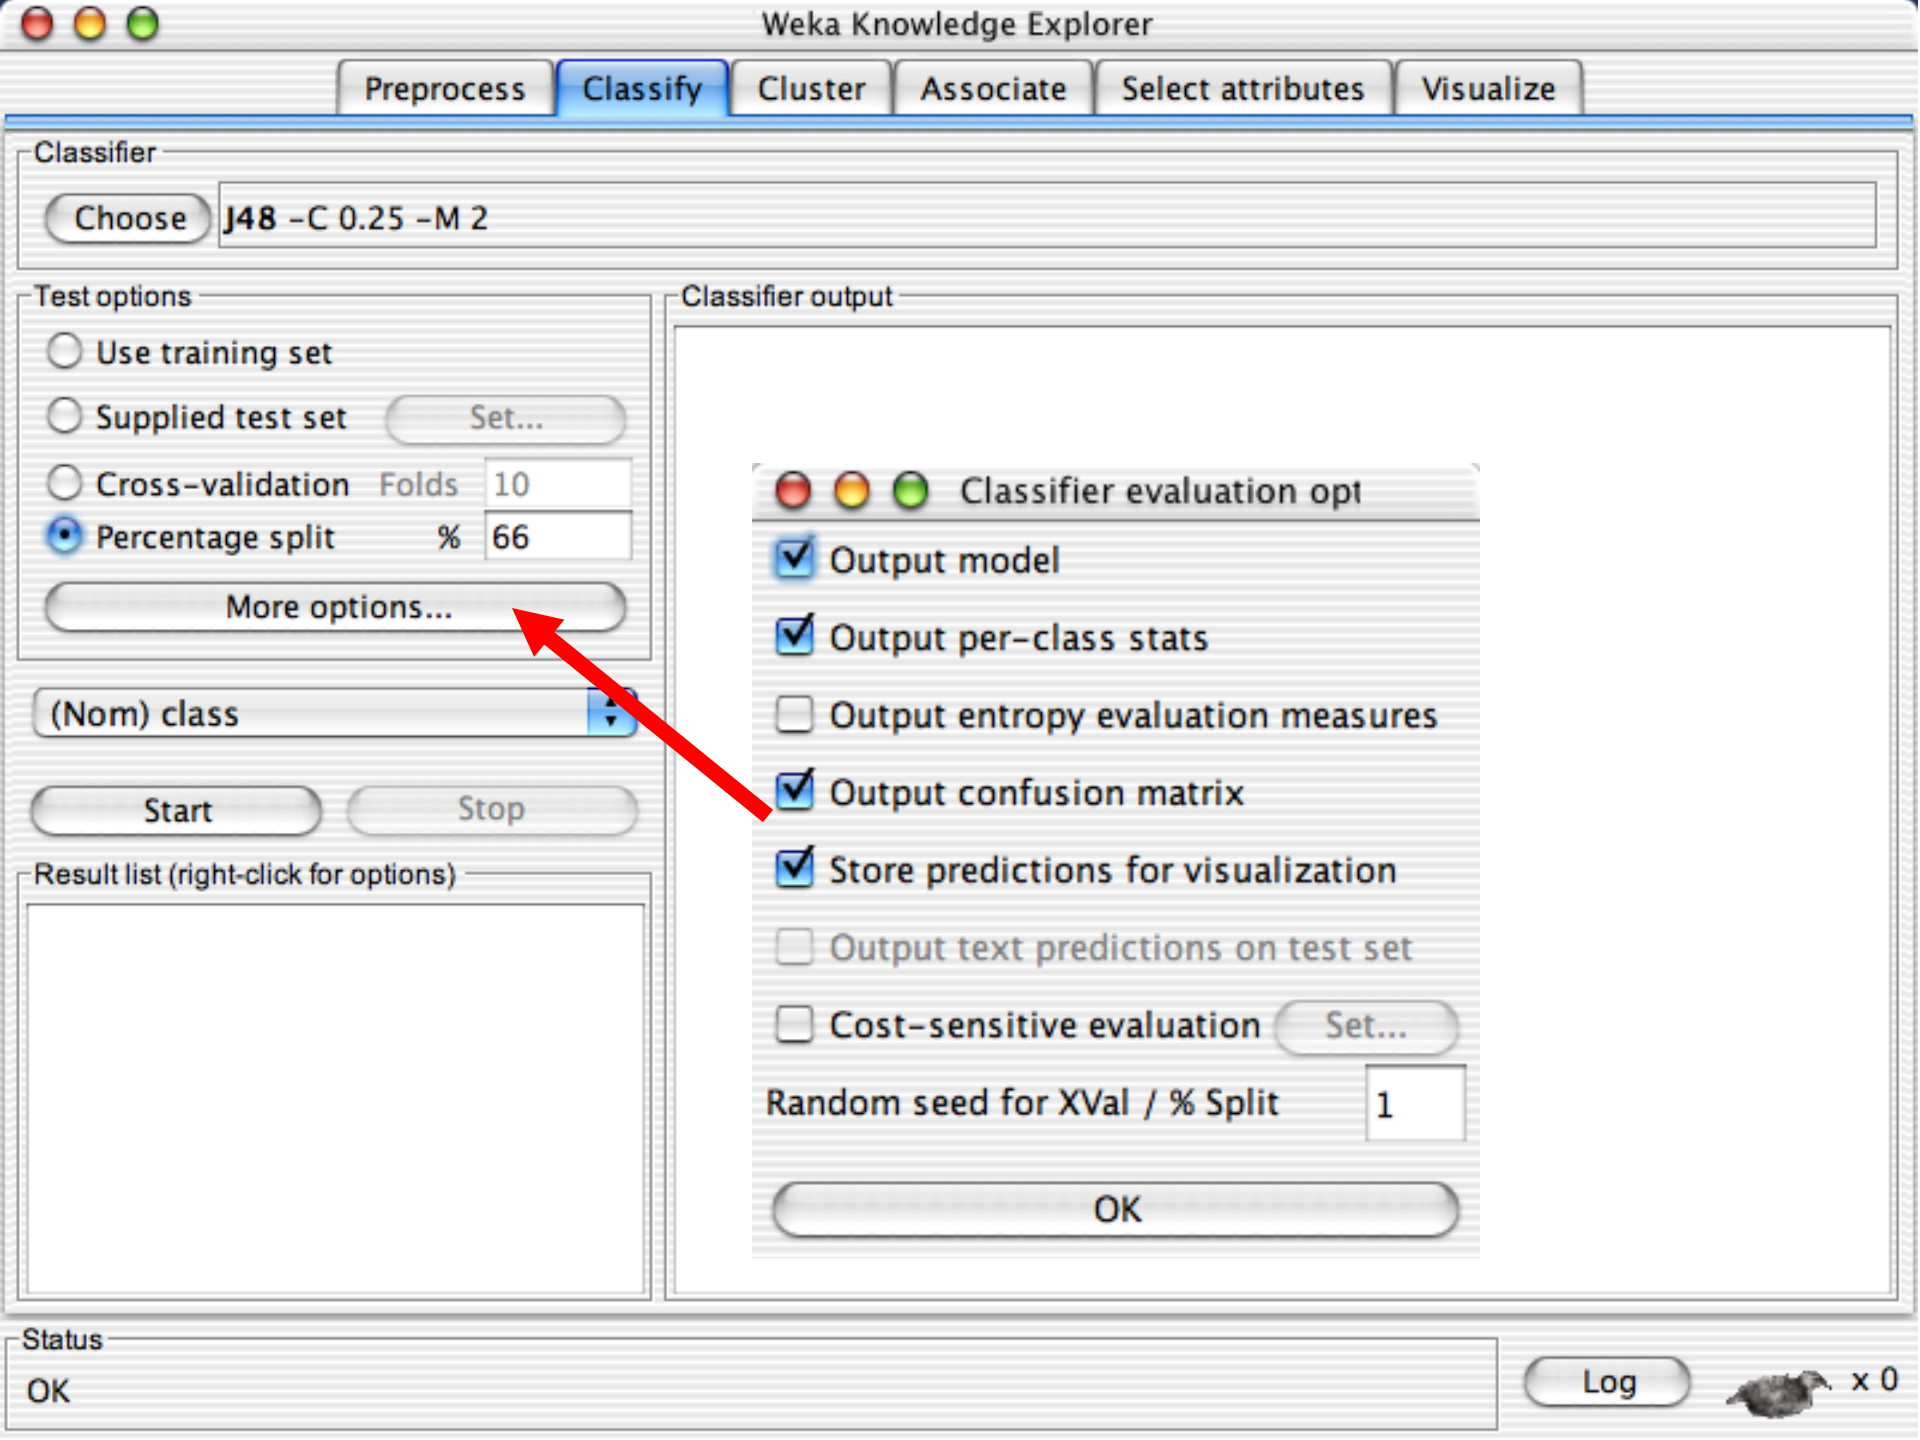 Weka Knowledge Explorer
Preprocess Classify Cluster Associate Select attributes Visualize
Classifier
Choose J48 -C 0.25 -M 2
Test options
Use training set
Supplied test set Set...
Cross-validation Folds 10
Percentage split % 66
More options...
(Nom) class
Start Stop
Result list (right-click for options)
Classifier output
Classifier evaluation opt
Output model
Output per-class stats
Output entropy evaluation measures
Output confusion matrix
Store predictions for visualization
Output text predictions on test set
Cost-sensitive evaluation Set...
Random seed for XVal / % Split 1
OK
Status
OK
Log x 0